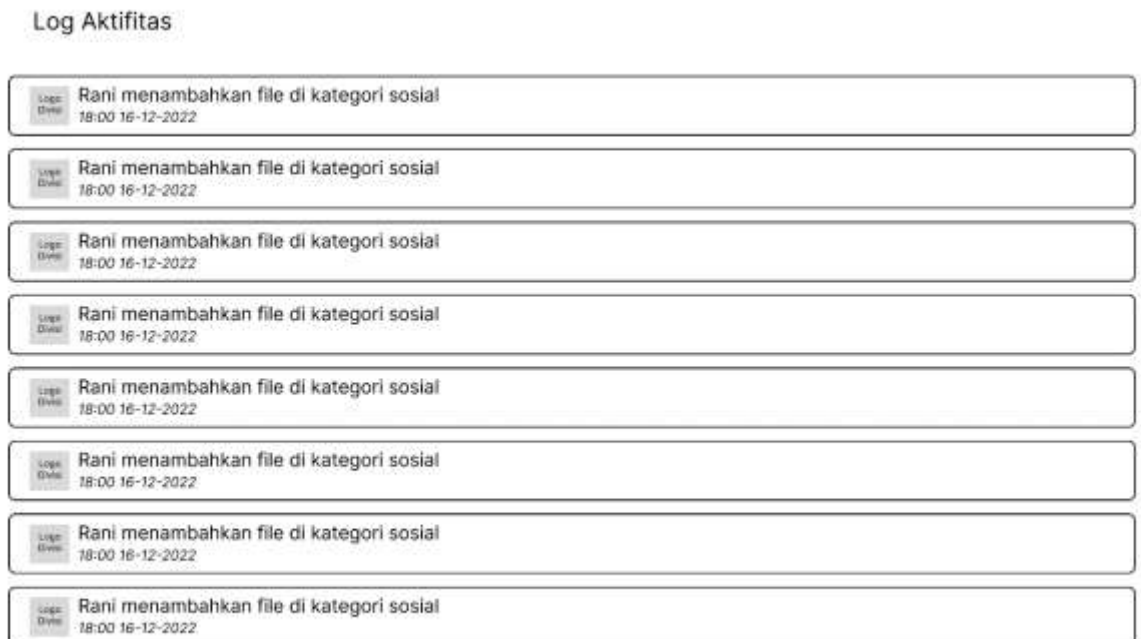 Log Aktifitas
Logo
Divisi
Rani menambahkan file di kategori sosial
18:00 16-12-2022
Logo
Divisi
Rani menambahkan file di kategori sosial
18:00 16-12-2022
Logo
Divisi
Rani menambahkan file di kategori sosial
18:00 16-12-2022
Logo
Divisi
Rani menambahkan file di kategori sosial
18:00 16-12-2022
Logo
Divisi
Rani menambahkan file di kategori sosial
18:00 16-12-2022
Logo
Divisi
Rani menambahkan file di kategori sosial
18:00 16-12-2022
Logo
Divisi
Rani menambahkan file di kategori sosial
18:00 16-12-2022
Logo
Divisi
Rani menambahkan file di kategori sosial
18:00 16-12-2022